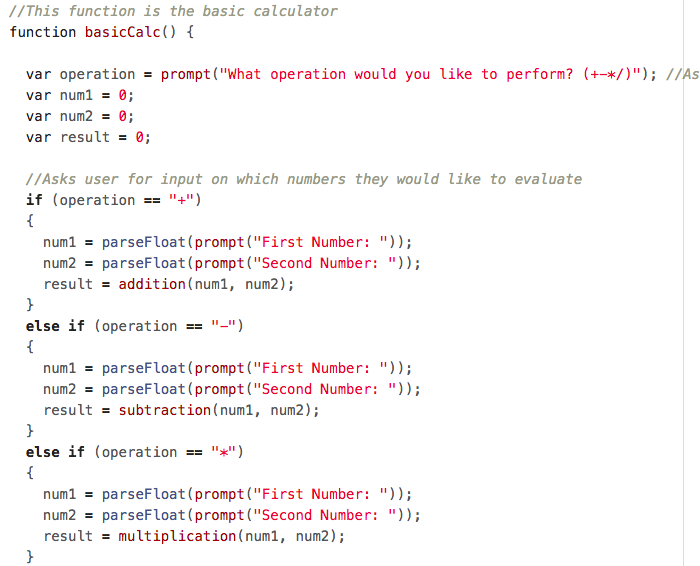 //This function is the basic calculator
function basicCalc() {
var operation = prompt("What operation would you like to perform? (+-*/)"); //As
var num1 = 0;
var num2 = 0;
var result = 0;
//Asks user for input on which numbers they would like to evaluate
if (operation == "+")
{
num1 = parseFloat(prompt("First Number: "));
num2 = parseFloat(prompt("Second Number: "));
result = addition(num1, num2);
}
else if (operation == "-")
{
num1 = parseFloat(prompt("First Number: "));
num2 = parseFloat(prompt("Second Number: "));
result = subtraction(num1, num2);
}
else if (operation == "*")
{
num1 = parseFloat(prompt("First Number: "));
num2 = parseFloat(prompt("Second Number: "));
result = multiplication(num1, num2);
}